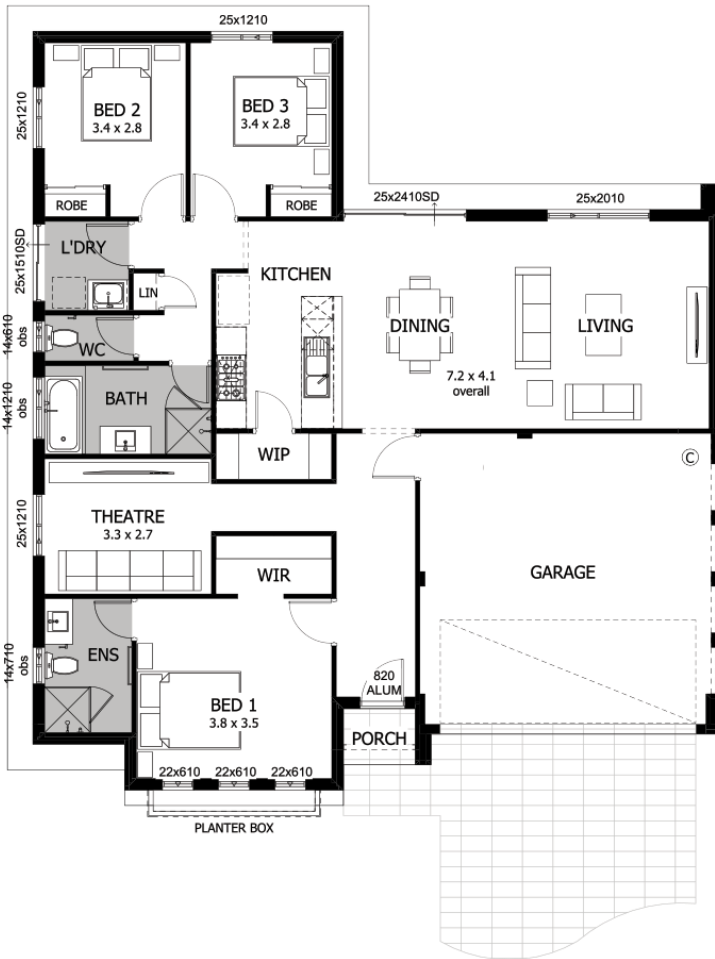 25x1210
25x1210
BED 2
3.4 x 2.8
BED 3
3.4 x 2.8
ROBE
ROBE
25x2410SD
25x2010
25x1510SD
L'DRY
LIN
KITCHEN
DINING
LIVING
7.2 x 4.1
overall
14x610
obs
WC
14x1210
obs
BATH
WIP
C
25x1210
THEATRE
3.3 x 2.7
WIR
GARAGE
14x710
obs
ENS
BED 1
3.8 x 3.5
820
ALUM
PORCH
22x610
22x610
22x610
PLANTER BOX